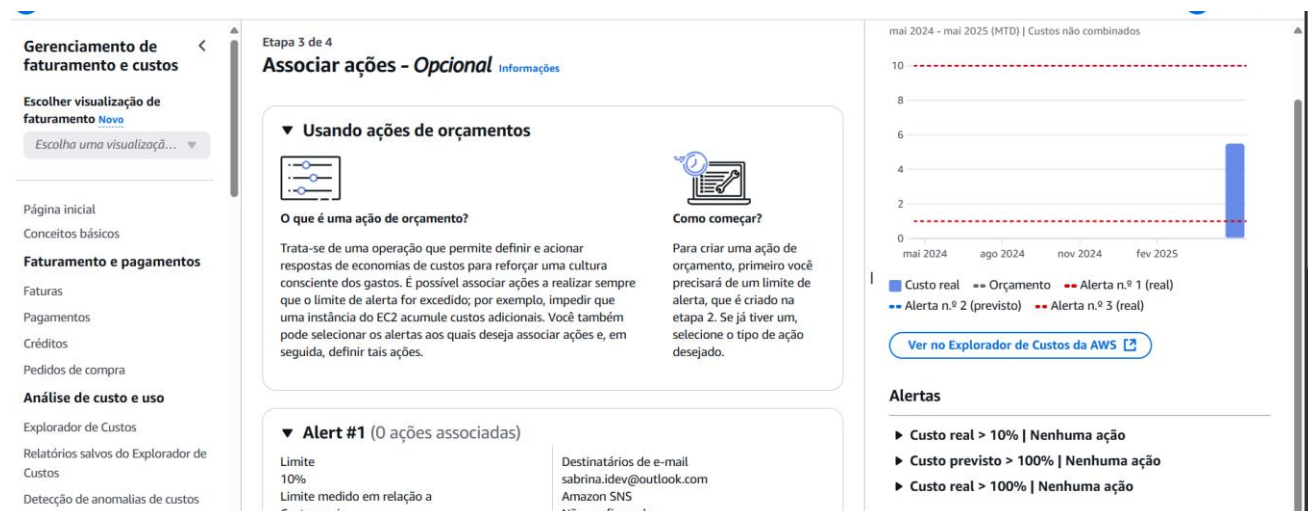 Gerenciamento de
faturamento e custos
Escolher visualização de
faturamento Novo
Escolha uma visualizaçã...
Página inicial
Conceitos básicos
Faturamento e pagamentos
Faturas
Pagamentos
Créditos
Pedidos de compra
Análise de custo e uso
Explorador de Custos
Relatórios salvos do Explorador de
Custos
Detecção de anomalias de custos
Etapa 3 de 4
Associar ações - Opcional Informações
Usando ações de orçamentos
O que é uma ação de orçamento?
Trata-se de uma operação que permite definir e acionar
respostas de economias de custos para reforçar uma cultura
consciente dos gastos. É possível associar ações a realizar sempre
que o limite de alerta for excedido; por exemplo, impedir que
uma instância do EC2 acumule custos adicionais. Você também
pode selecionar os alertas aos quais deseja associar ações e, em
seguida, definir tais ações.
Como começar?
Para criar uma ação de
orçamento, primeiro você
precisará de um limite de
alerta, que é criado na
etapa 2. Se já tiver um,
selecione o tipo de ação
desejado.
Alert #1 (0 ações associadas)
Limite
10%
Limite medido em relação a
Destinatários de e-mail
sabrina.idev@outlook.com
Amazon SNS
mai 2024 - mai 2025 (MTD) | Custos não combinados
10
8
6
4
2
0
mai 2024 ago 2024 nov 2024 fev 2025
Custo real Orçamento Alerta n.º 1 (real)
Alerta n.º 2 (previsto) Alerta n.º 3 (real)
Ver no Explorador de Custos da AWS
Alertas
Custo real > 10% | Nenhuma ação
Custo previsto > 100% | Nenhuma ação
Custo real > 100% | Nenhuma ação